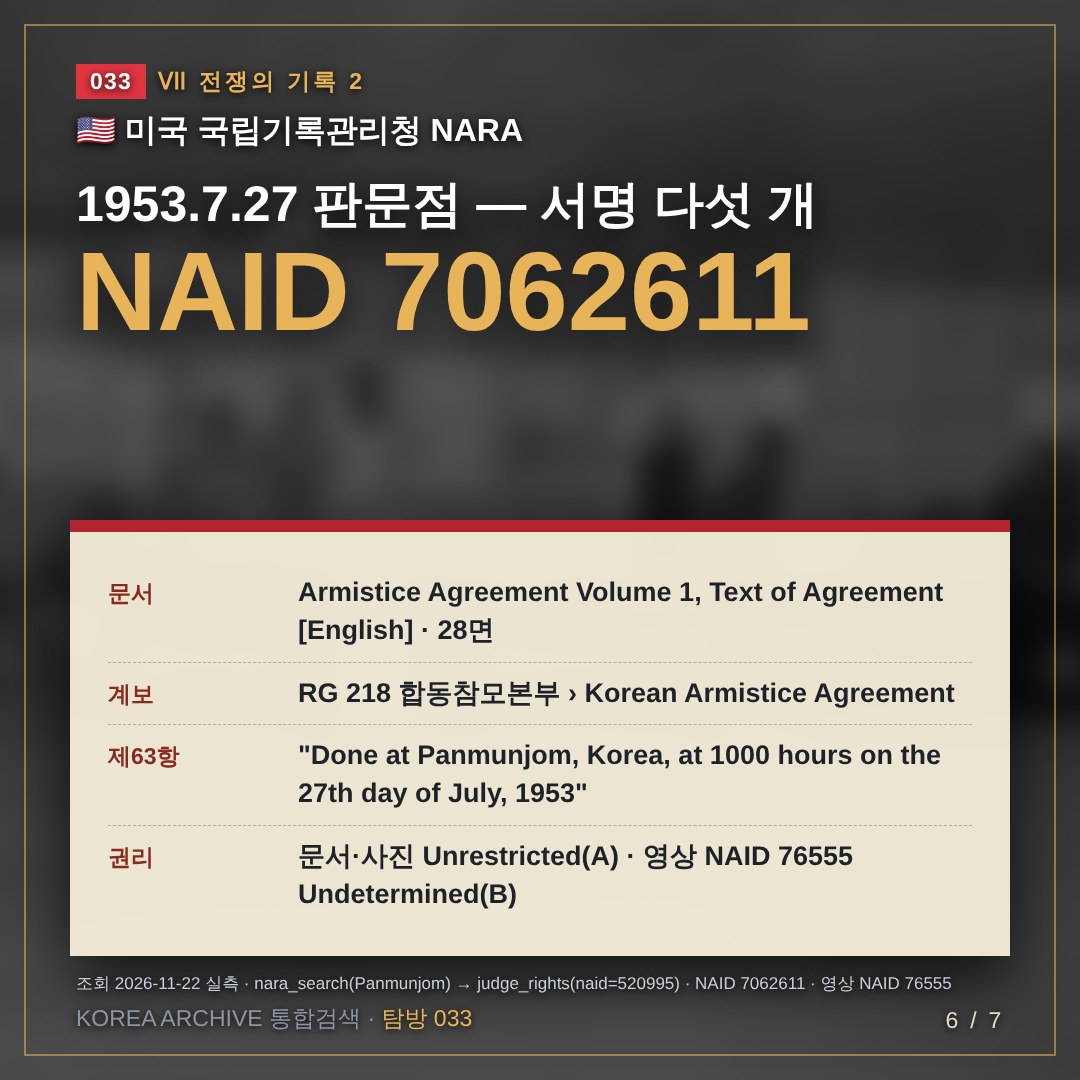 033 Ⅶ 전쟁의 기록 2
🇺🇸 미국 국립기록관리청 NARA
1953.7.27 판문점 — 서명 다섯 개
NAID 7062611
문서 Armistice Agreement Volume 1, Text of Agreement
[English] · 28면
계보 RG 218 합동참모본부 › Korean Armistice Agreement
제63항 "Done at Panmunjom, Korea, at 1000 hours on the
27th day of July, 1953"
권리 문서·사진 Unrestricted(A) · 영상 NAID 76555
Undetermined(B)
조회 2026-11-22 실측 · nara_search(Panmunjom) → judge_rights(naid=520995) · NAID 7062611 · 영상 NAID 76555
KOREA ARCHIVE 통합검색 · 탐방 033
6 / 7